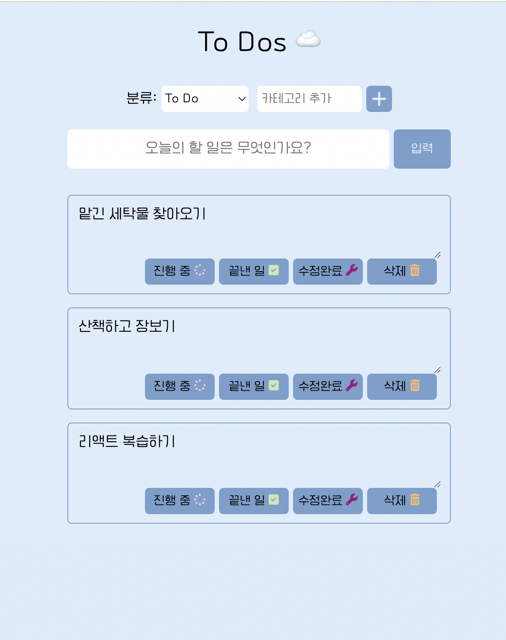 To Dos ☁️
분류: To Do 카테고리 추가 +
오늘의 할 일은 무엇인가요? 입력
맡긴 세탁물 찾아오기
진행 중 끝낸 일 ✅ 수정완료 🔧 삭제 🗑
산책하고 장보기
진행 중 끝낸 일 ✅ 수정완료 🔧 삭제 🗑
리액트 복습하기
진행 중 끝낸 일 ✅ 수정완료 🔧 삭제 🗑